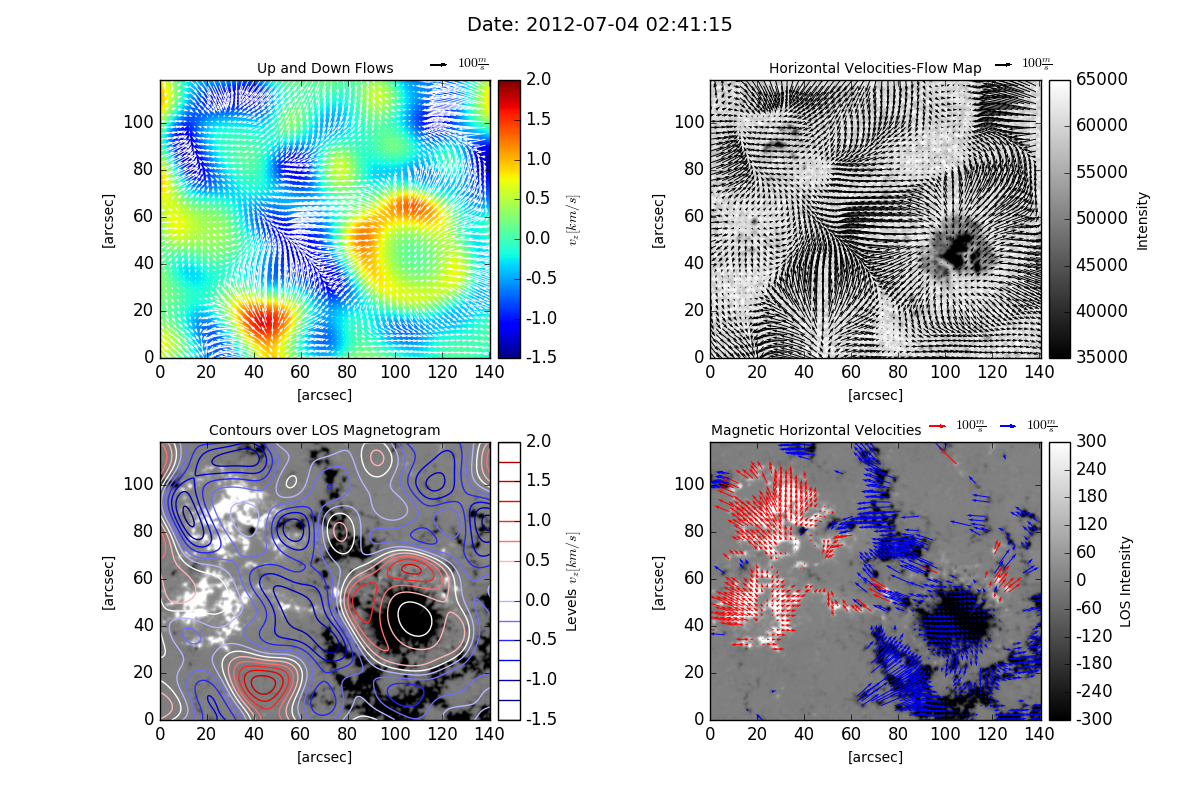 Date: 2012-07-04 02:41:15
Up and Down Flows
100 m/s
[arcsec]
100
80
60
40
20
0
0 20 40 60 80 100 120 140
[arcsec]
2.0
1.5
1.0
0.5
0.0
-0.5
-1.0
-1.5
v_z[km/s]
Horizontal Velocities-Flow Map
100 m/s
[arcsec]
100
80
60
40
20
0
0 20 40 60 80 100 120 140
[arcsec]
65000
60000
55000
50000
45000
40000
35000
Intensity
Contours over LOS Magnetogram
[arcsec]
100
80
60
40
20
0
0 20 40 60 80 100 120 140
[arcsec]
2.0
1.5
1.0
0.5
0.0
-0.5
-1.0
-1.5
Levels v_z[km/s]
Magnetic Horizontal Velocities
100 m/s 100 m/s
[arcsec]
100
80
60
40
20
0
0 20 40 60 80 100 120 140
[arcsec]
300
240
180
120
60
0
-60
-120
-180
-240
-300
LOS Intensity